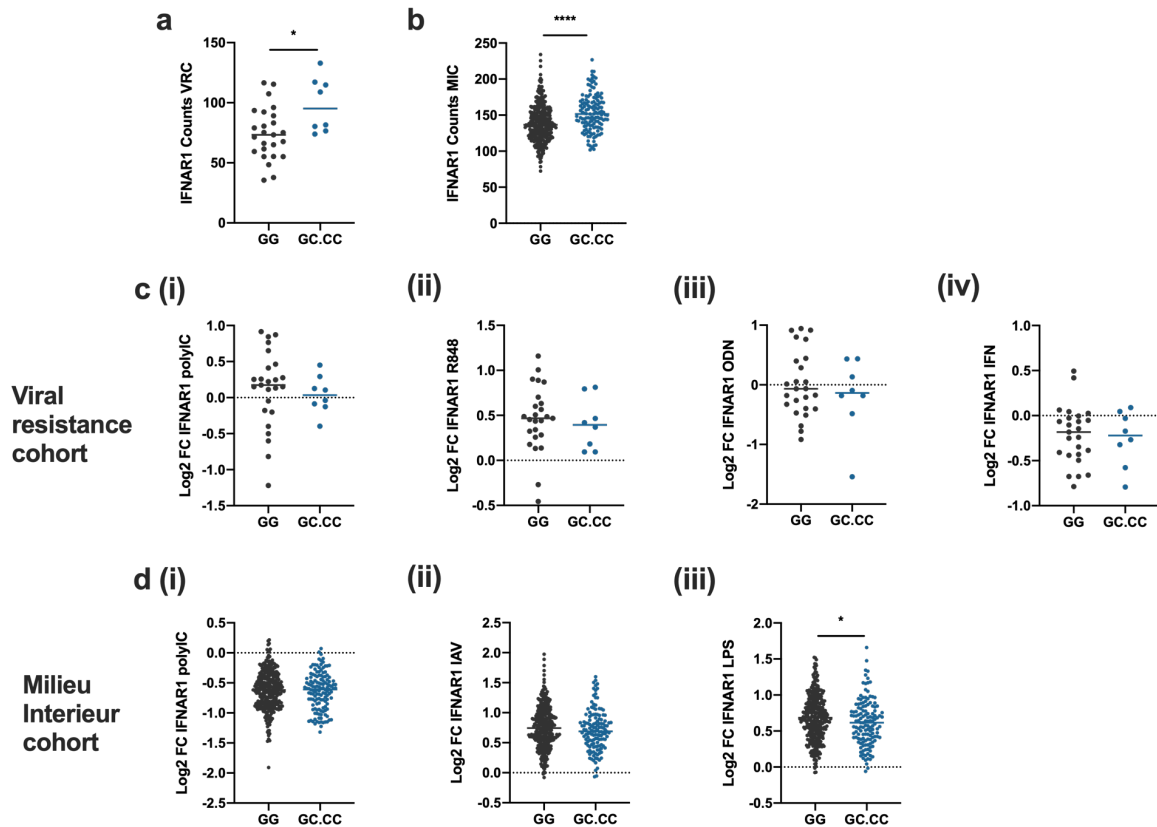 a
*
IFNAR1 Counts VRC
150
100
50
0
GG
GC.CC
b
****
IFNAR1 Counts MIC
250
200
150
100
50
0
GG
GC.CC
Viral
resistance
cohort
c (i)
Log2 FC IFNAR1 polyIC
1.0
0.5
0.0
-0.5
-1.0
-1.5
GG
GC.CC
(ii)
Log2 FC IFNAR1 R848
1.5
1.0
0.5
0.0
-0.5
GG
GC.CC
(iii)
Log2 FC IFNAR1 ODN
1
0
-1
-2
GG
GC.CC
(iv)
Log2 FC IFNAR1 IFN
1.0
0.5
0.0
-0.5
-1.0
GG
GC.CC
Milieu
Interieur
cohort
d (i)
Log2 FC IFNAR1 polyIC
0.5
0.0
-0.5
-1.0
-1.5
-2.0
-2.5
GG
GC.CC
(ii)
Log2 FC IFNAR1 IAV
2.5
2.0
1.5
1.0
0.5
0.0
-0.5
GG
GC.CC
(iii)
*
Log2 FC IFNAR1 LPS
2.0
1.5
1.0
0.5
0.0
-0.5
GG
GC.CC